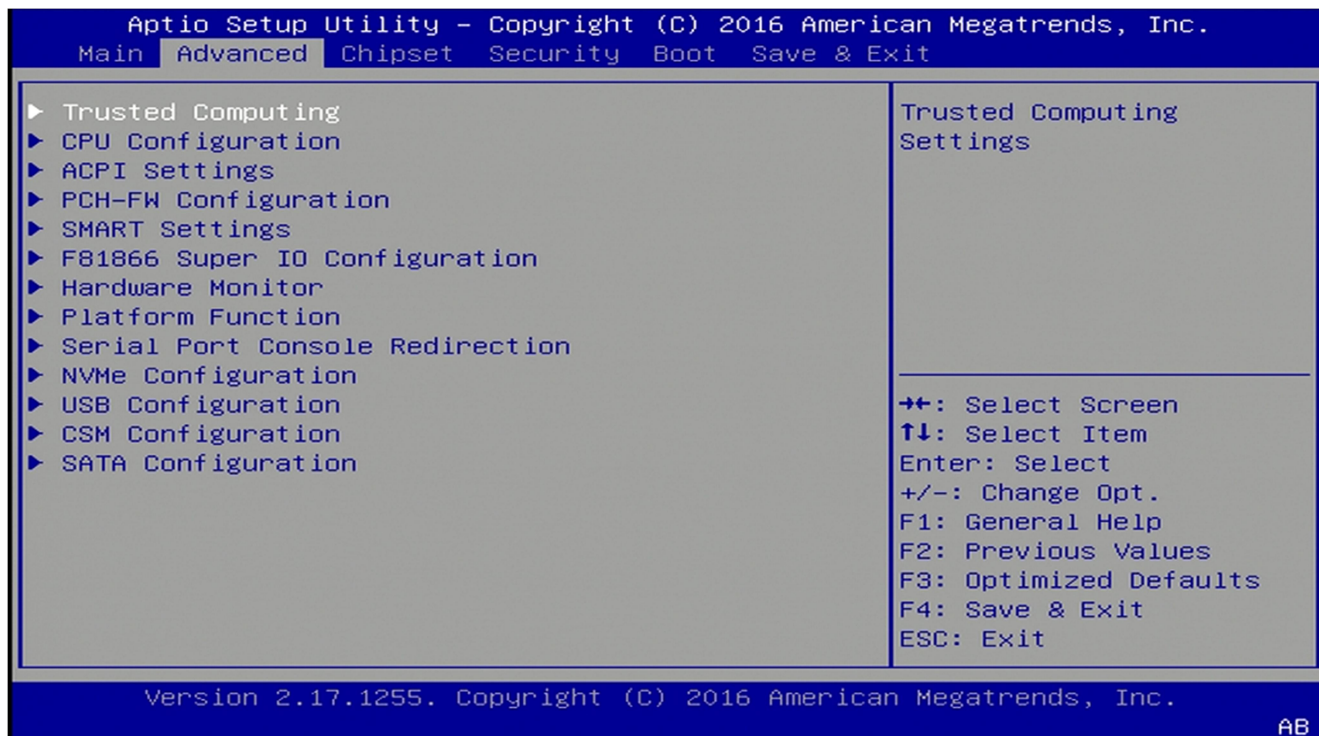 Aptio Setup Utility – Copyright (C) 2016 American Megatrends, Inc.
Main Advanced Chipset Security Boot Save & Exit
▶ Trusted Computing
▶ CPU Configuration
▶ ACPI Settings
▶ PCH-FW Configuration
▶ SMART Settings
▶ F81866 Super IO Configuration
▶ Hardware Monitor
▶ Platform Function
▶ Serial Port Console Redirection
▶ NVMe Configuration
▶ USB Configuration
▶ CSM Configuration
▶ SATA Configuration
Trusted Computing
Settings
→←: Select Screen
↑↓: Select Item
Enter: Select
+/-: Change Opt.
F1: General Help
F2: Previous Values
F3: Optimized Defaults
F4: Save & Exit
ESC: Exit
Version 2.17.1255. Copyright (C) 2016 American Megatrends, Inc.
AB